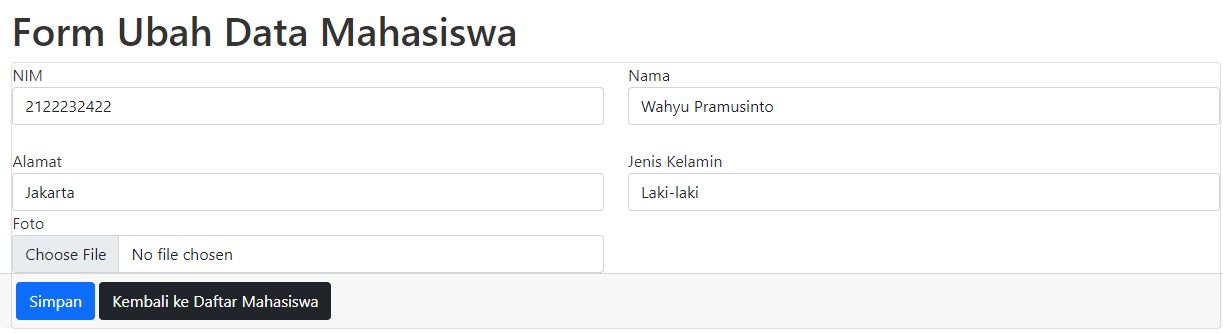 Form Ubah Data Mahasiswa
NIM
Nama
2122232422
Wahyu Pramusinto
Alamat
Jenis Kelamin
Jakarta
Laki-laki
Foto
Choose File No file chosen
Simpan
Kembali ke Daftar Mahasiswa